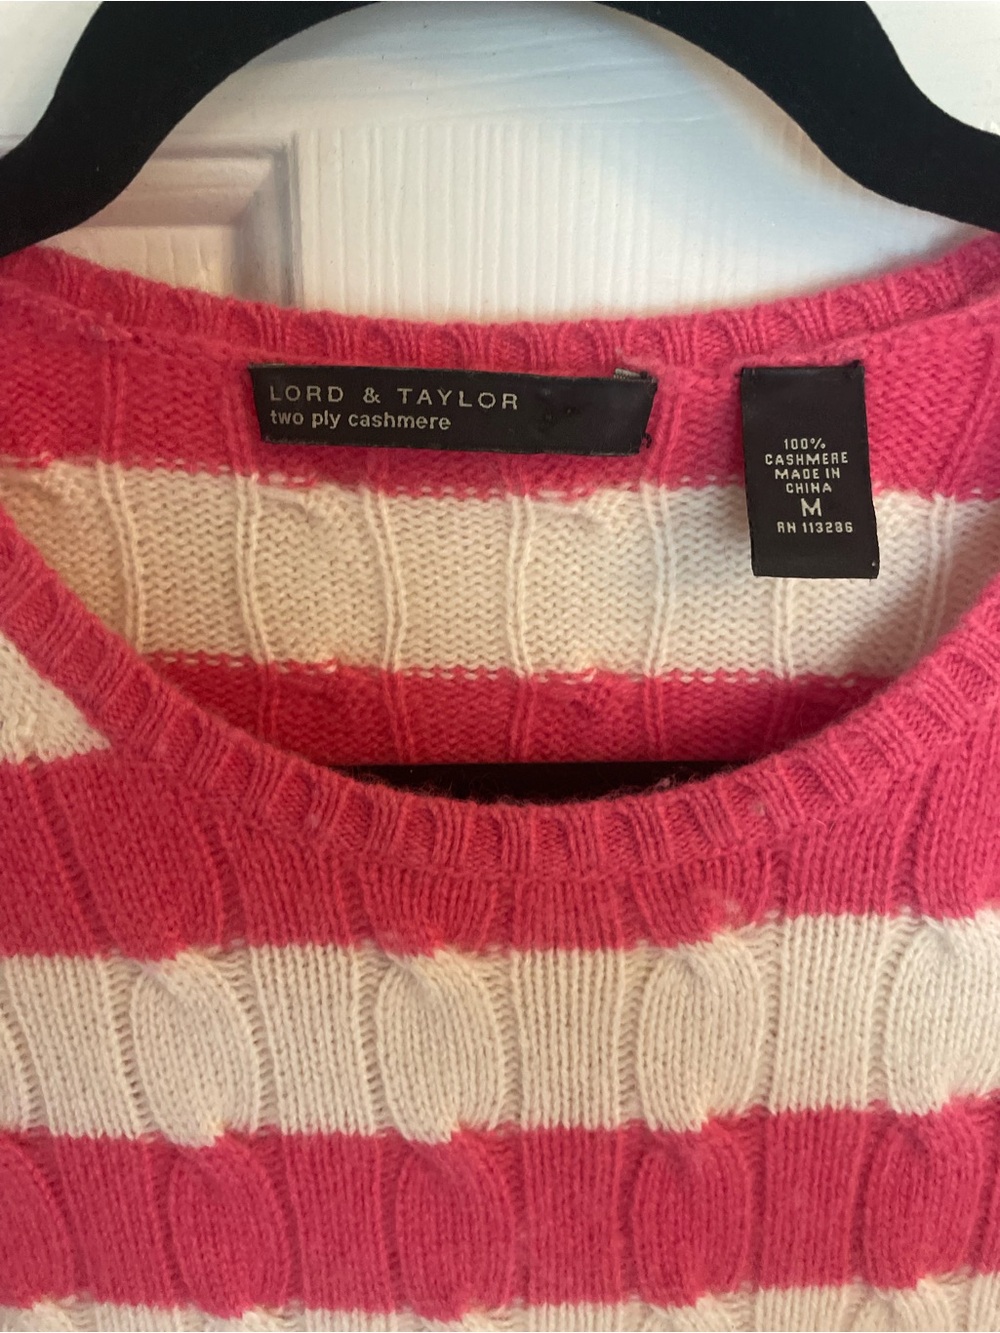 LORD & TAYLOR
two ply cashmere
100%
CASHMERE
MADE IN
CHINA
M
RN 113286